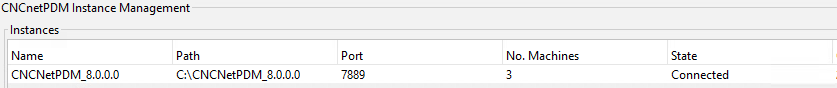 CNCnetPDM Instance Management
Instances
Name Path Port No. Machines State
CNCNetPDM_8.0.0.0 C:\CNCNetPDM_8.0.0.0 7889 3 Connected